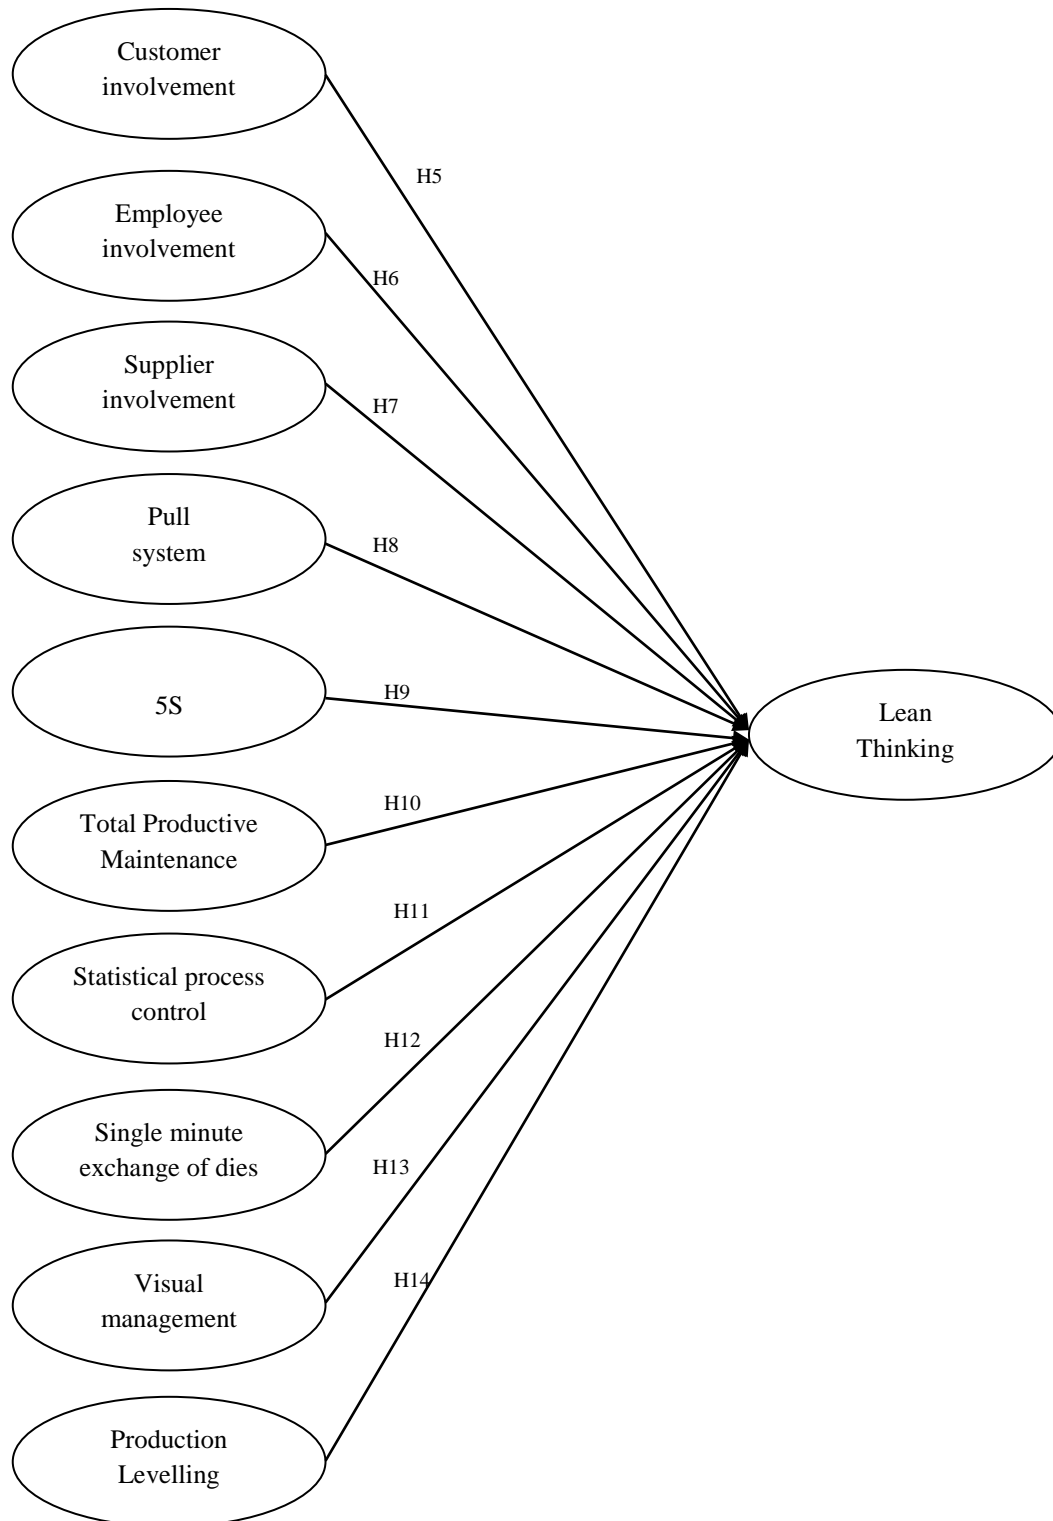 Customer
involvement
H5
Employee
involvement
H6
Supplier
involvement
H7
Pull
system
H8
5S
H9
Lean
Thinking
Total Productive
Maintenance
H10
Statistical process
control
H11
Single minute
exchange of dies
H12
Visual
management
H13
Production
Levelling
H14